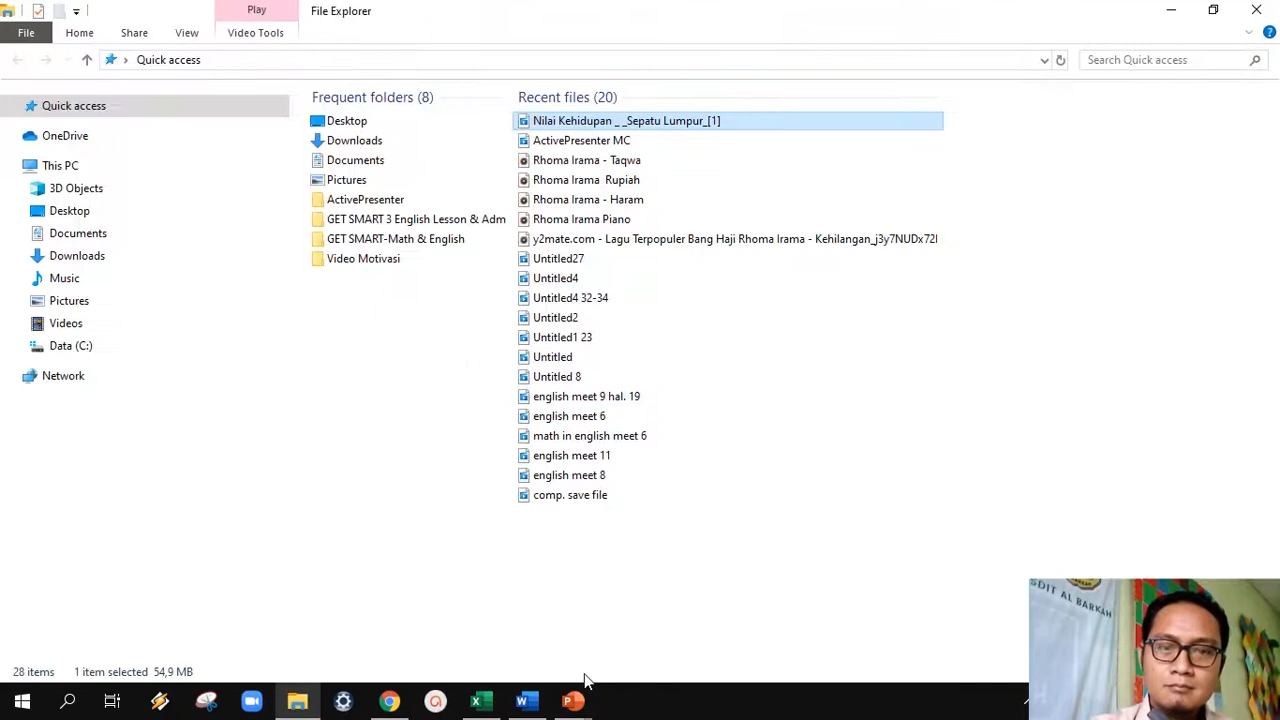 Play
File Explorer
File
Home
Share
View
Video Tools
Quick access
Search Quick access
Quick access
OneDrive
This PC
3D Objects
Desktop
Documents
Downloads
Music
Pictures
Videos
Data (C:)
Network
Frequent folders (8)
Desktop
Downloads
Documents
Pictures
ActivePresenter
GET SMART 3 English Lesson & Adm
GET SMART-Math & English
Video Motivasi
Recent files (20)
Nilai Kehidupan _ _Sepatu Lumpur_[1]
ActivePresenter MC
Rhoma Irama - Taqwa
Rhoma Irama  Rupiah
Rhoma Irama - Haram
Rhoma Irama Piano
y2mate.com - Lagu Terpopuler Bang Haji Rhoma Irama - Kehilangan_j3y7NUDx72I
Untitled27
Untitled4
Untitled4 32-34
Untitled2
Untitled1 23
Untitled
Untitled 8
english meet 9 hal. 19
english meet 6
math in english meet 6
english meet 11
english meet 8
comp. save file
SDIT AL BARKAH
28 items
1 item selected 54,9 MB